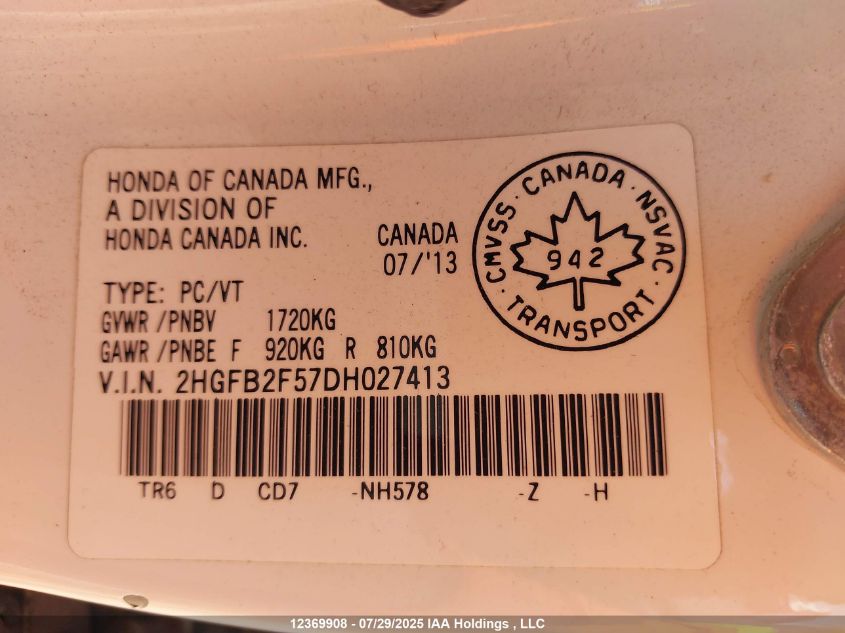 HONDA OF CANADA MFG.,
A DIVISION OF
HONDA CANADA INC.
CANADA
07/'13
CMVSS · CANADA · NSVAC · TRANSPORT ·
942
TYPE: PC/VT
GVWR /PNBV 1720KG
GAWR /PNBE F 920KG R 810KG
V.I.N. 2HGFB2F57DH027413
TR6 D CD7 -NH578 -Z -H
12369908 - 07/29/2025 IAA Holdings , LLC